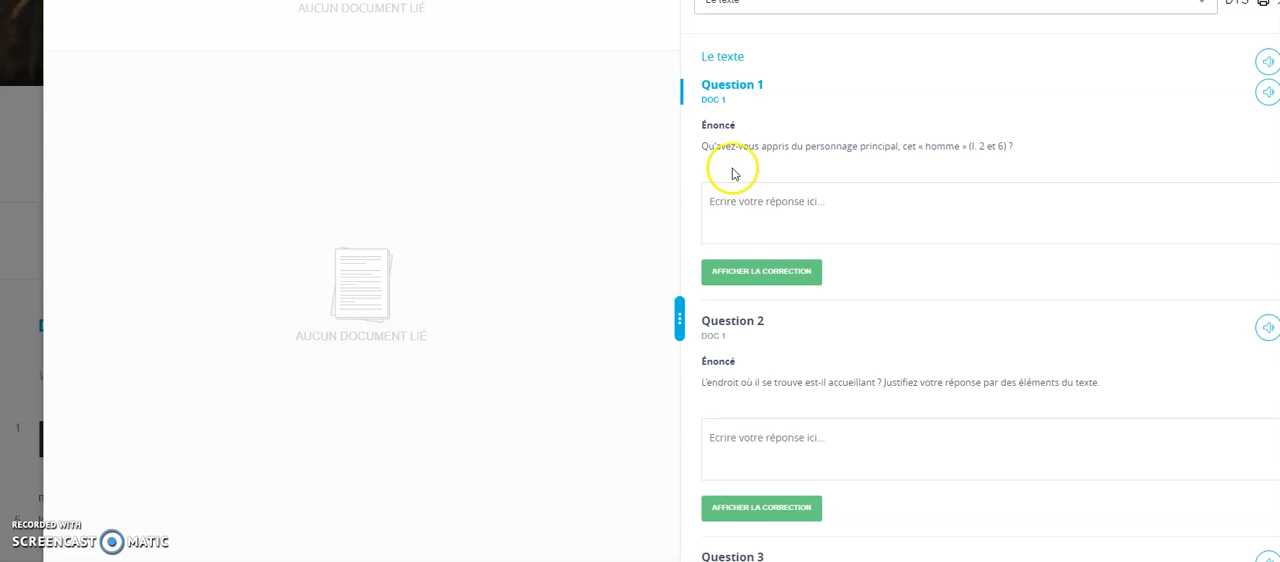 AUCUN DOCUMENT LIÉ
AUCUN DOCUMENT LIÉ
1
RECORDED WITH
SCREENCAST MATIC
Le texte
Le texte
Question 1
DOC 1
Énoncé
Qu'avez-vous appris du personnage principal, cet « homme » (l. 2 et 6) ?
Ecrire votre réponse ici...
AFFICHER LA CORRECTION
Question 2
DOC 1
Énoncé
L'endroit où il se trouve est-il accueillant ? Justifiez votre réponse par des éléments du texte.
Ecrire votre réponse ici...
AFFICHER LA CORRECTION
Question 3